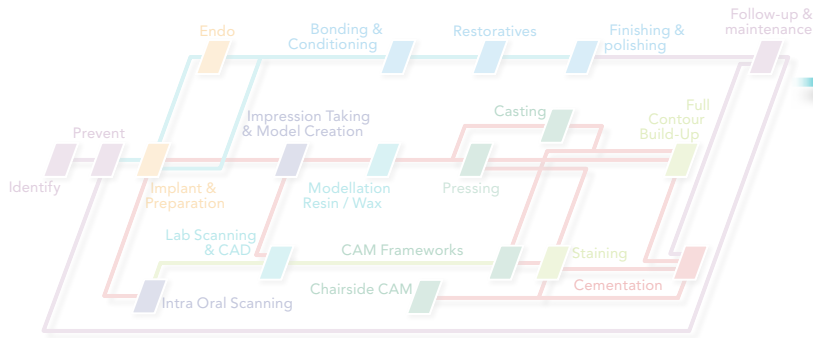 Follow-up &
maintenance
Endo
Bonding &
Conditioning
Restoratives
Finishing &
polishing
Impression Taking
& Model Creation
Casting
Full
Contour
Build-Up
Prevent
Identify
Implant &
Preparation
Modellation
Resin / Wax
Pressing
Lab Scanning
& CAD
CAM Frameworks
Staining
Intra Oral Scanning
Chairside CAM
Cementation